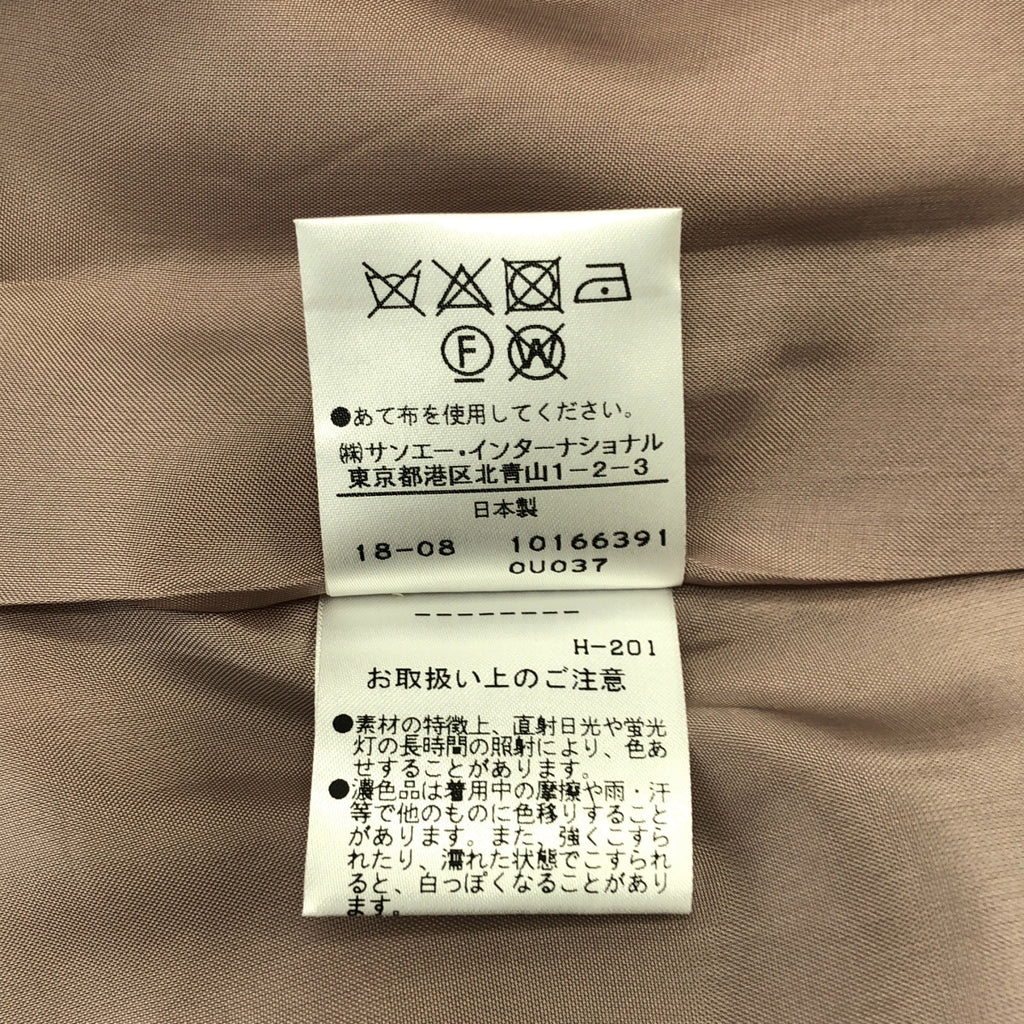 F W
●あて布を使用してください。
㈱サンエー・インターナショナル
東京都港区北青山1-2-3
日本製
18-08 10166391
0U037
--------
H-201
お取扱い上のご注意
●素材の特徴上、直射日光や蛍光
灯の長時間の照射により、色あ
せすることがあります。
●濃色品は着用中の摩擦や雨・汗
等で他のものに色移りすること
があります。また、強くこすら
れたり、濡れた状態でこすられ
ると、白っぽくなることがあり
ます。